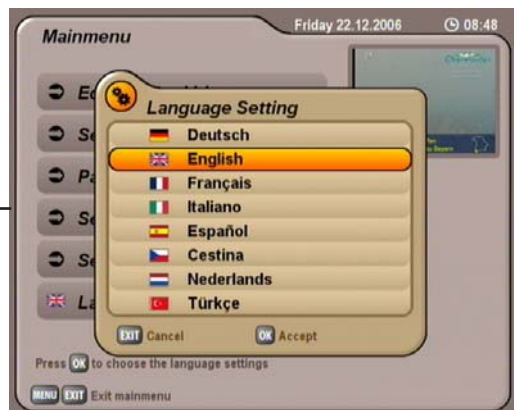 Mainmenu
Friday 22.12.2006
08:48
Language Setting
Deutsch
English
Français
Italiano
Español
Cestina
Nederlands
Türkçe
EXIT Cancel
OK Accept
Press OK to choose the language settings
MENU EXIT Exit mainmenu